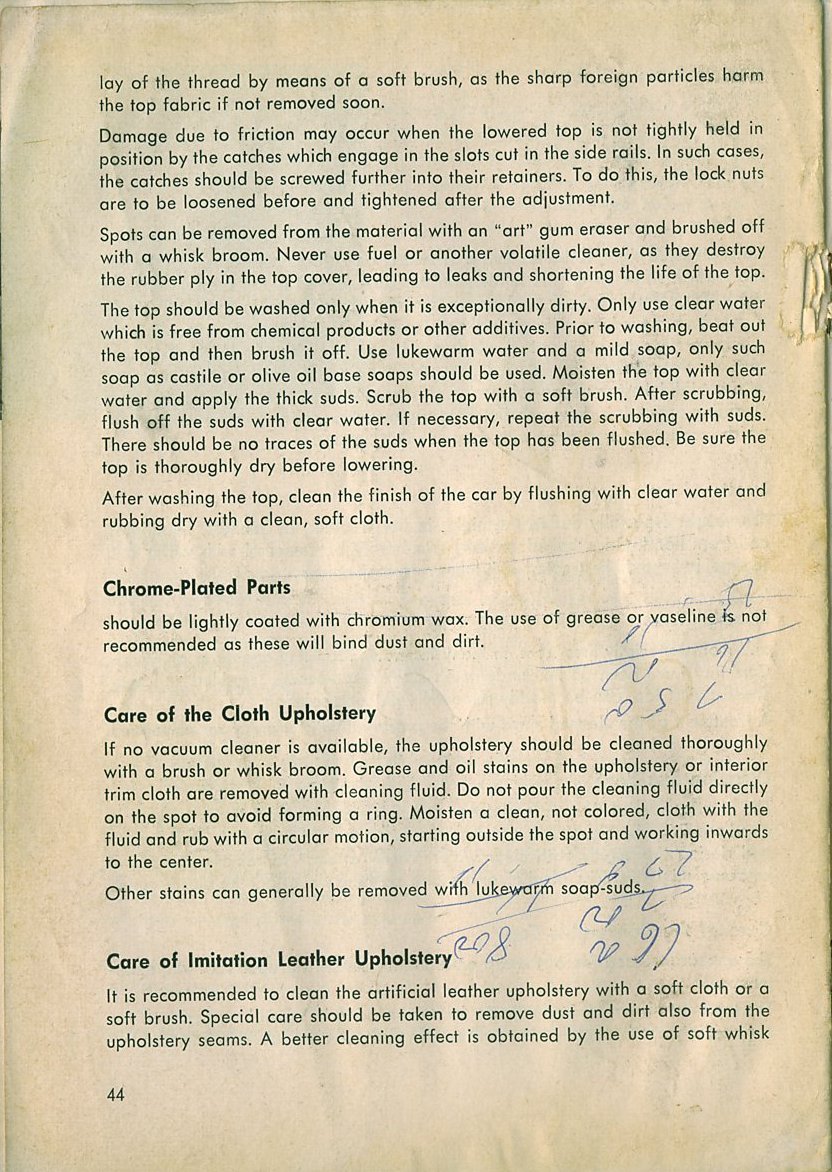 lay of the thread by means of a soft brush, as the sharp foreign particles harm
the top fabric if not removed soon.
Damage due to friction may occur when the lowered top is not tightly held in
position by the catches which engage in the slots cut in the side rails. In such cases,
the catches should be screwed further into their retainers. To do this, the lock nuts
are to be loosened before and tightened after the adjustment.
Spots can be removed from the material with an “art” gum eraser and brushed off
with a whisk broom. Never use fuel or another volatile cleaner, as they destroy
the rubber ply in the top cover, leading to leaks and shortening the life of the top.
The top should be washed only when it is exceptionally dirty. Only use clear water
which is free from chemical products or other additives. Prior to washing, beat out
the top and then brush it off. Use lukewarm water and a mild soap, only such
soap as castile or olive oil base soaps should be used. Moisten the top with clear
water and apply the thick suds. Scrub the top with a soft brush. After scrubbing,
flush off the suds with clear water. If necessary, repeat the scrubbing with suds.
There should be no traces of the suds when the top has been flushed. Be sure the
top is thoroughly dry before lowering.
After washing the top, clean the finish of the car by flushing with clear water and
rubbing dry with a clean, soft cloth.
Chrome-Plated Parts
should be lightly coated with chromium wax. The use of grease or vaseline is not
recommended as these will bind dust and dirt.
Care of the Cloth Upholstery
If no vacuum cleaner is available, the upholstery should be cleaned thoroughly
with a brush or whisk broom. Grease and oil stains on the upholstery or interior
trim cloth are removed with cleaning fluid. Do not pour the cleaning fluid directly
on the spot to avoid forming a ring. Moisten a clean, not colored, cloth with the
fluid and rub with a circular motion, starting outside the spot and working inwards
to the center.
Other stains can generally be removed with lukewarm soap-suds.
Care of Imitation Leather Upholstery
It is recommended to clean the artificial leather upholstery with a soft cloth or a
soft brush. Special care should be taken to remove dust and dirt also from the
upholstery seams. A better cleaning effect is obtained by the use of soft whisk
44